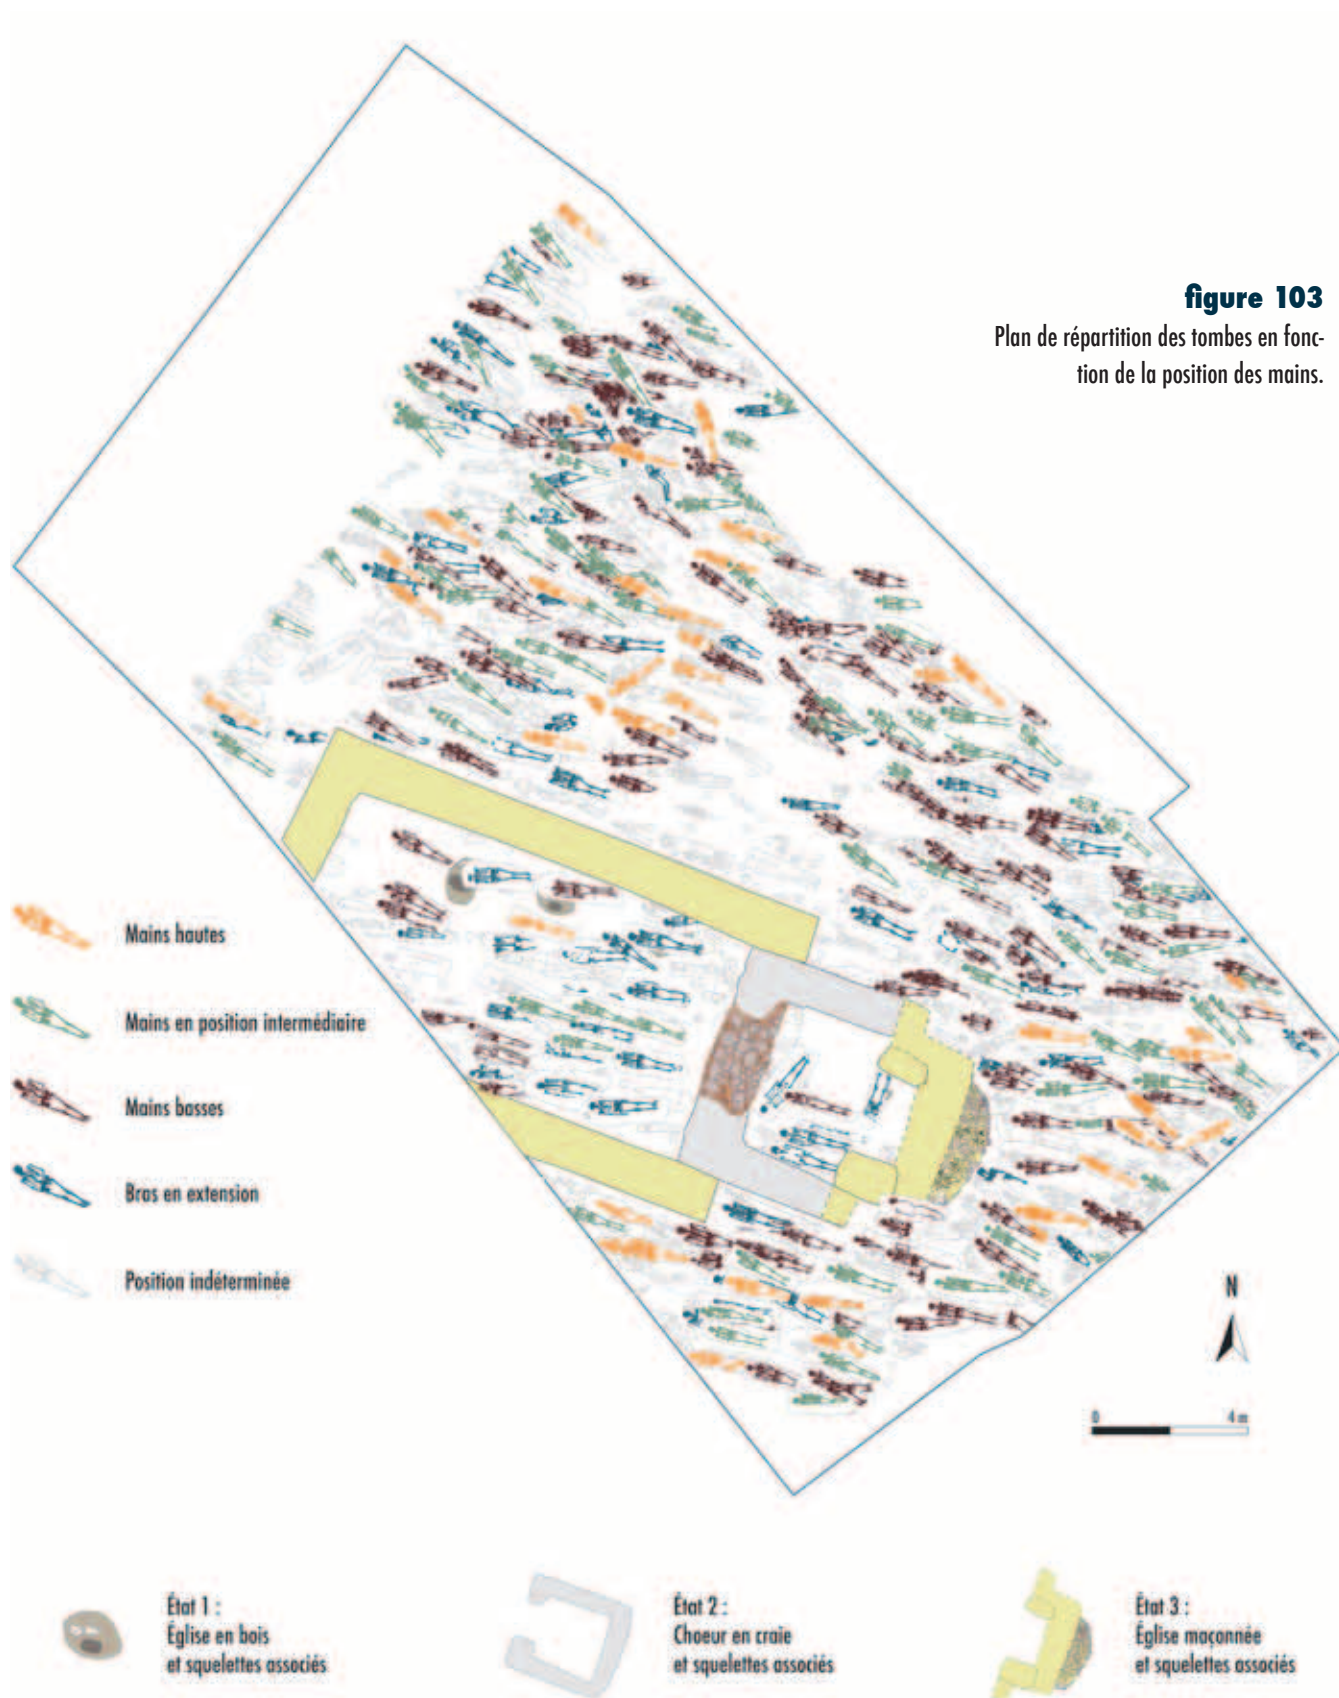 figure 103
Plan de répartition des tombes en fonc-
tion de la position des mains.
Mains hautes
Mains en position intermédiaire
Mains basses
Bras en extension
Position indéterminée
N
0 4 m
État 1 :
Église en bois
et squelettes associés
État 2 :
Choeur en craie
et squelettes associés
État 3 :
Église maçonnée
et squelettes associés